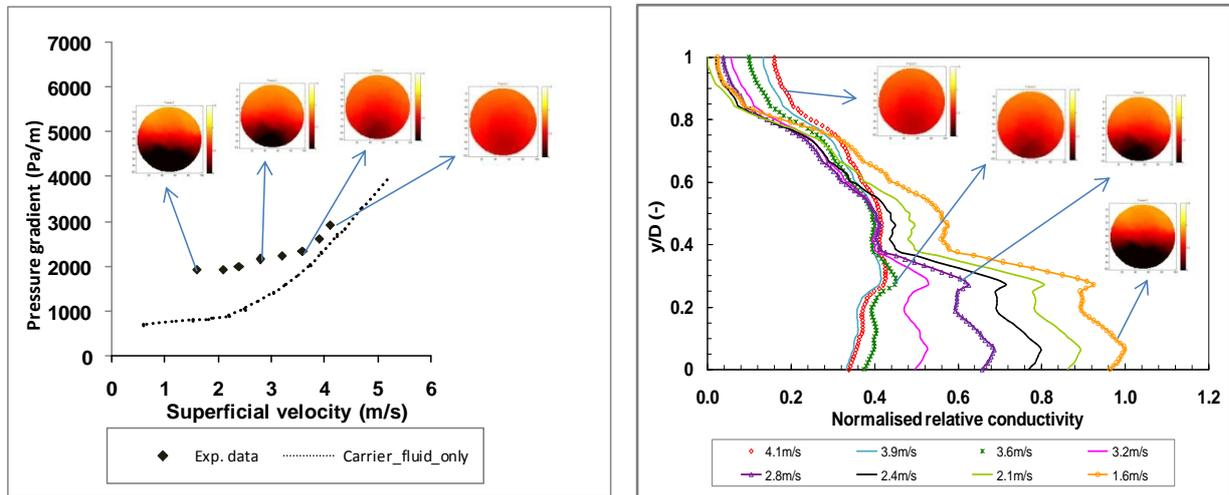 7000
6000
5000
4000
3000
2000
1000
0
Pressure gradient (Pa/m)
0 1 2 3 4 5 6
Superficial velocity (m/s)
Exp. data Carrier_fluid_only
1
0.8
0.6
0.4
0.2
0
y/D (-)
0.0 0.2 0.4 0.6 0.8 1.0 1.2
Normalised relative conductivity
4.1m/s 3.9m/s 3.6m/s 3.2m/s
2.8m/s 2.4m/s 2.1m/s 1.6m/s